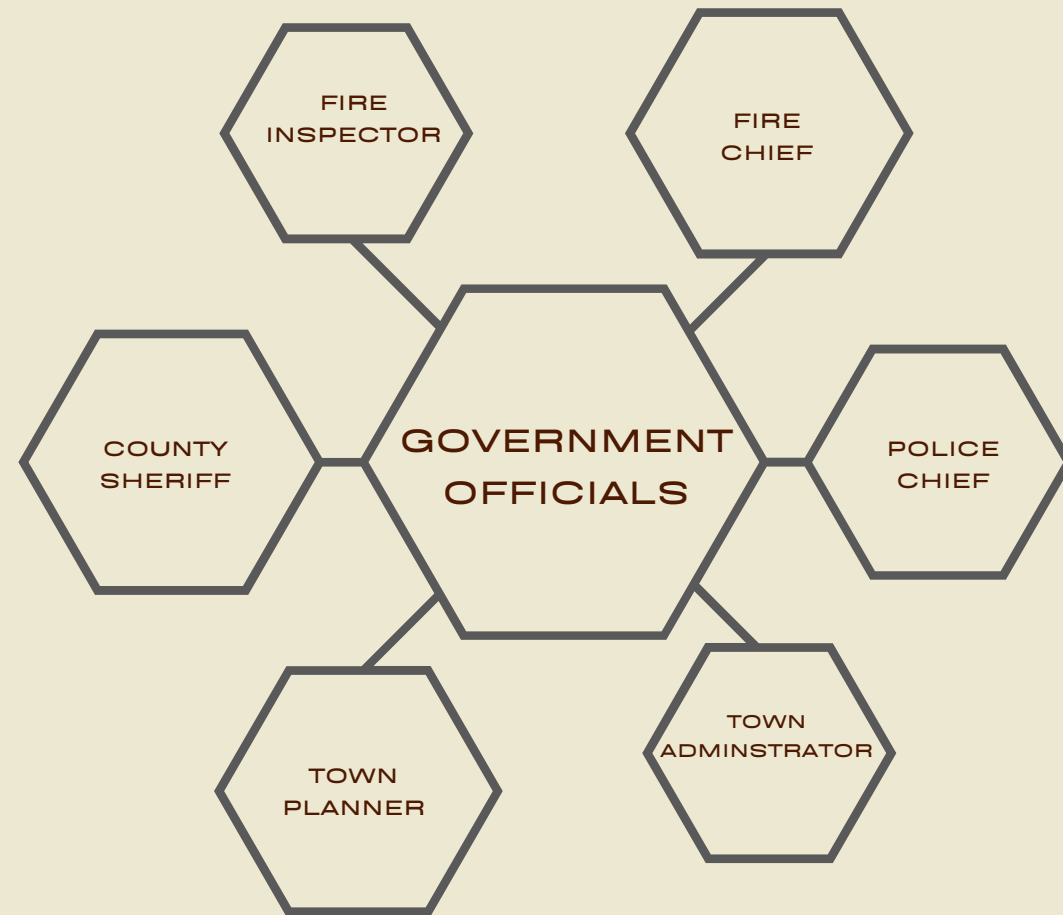 FIRE
INSPECTOR
FIRE
CHIEF
COUNTY
SHERIFF
GOVERNMENT
OFFICIALS
POLICE
CHIEF
TOWN
PLANNER
TOWN
ADMINSTRATOR